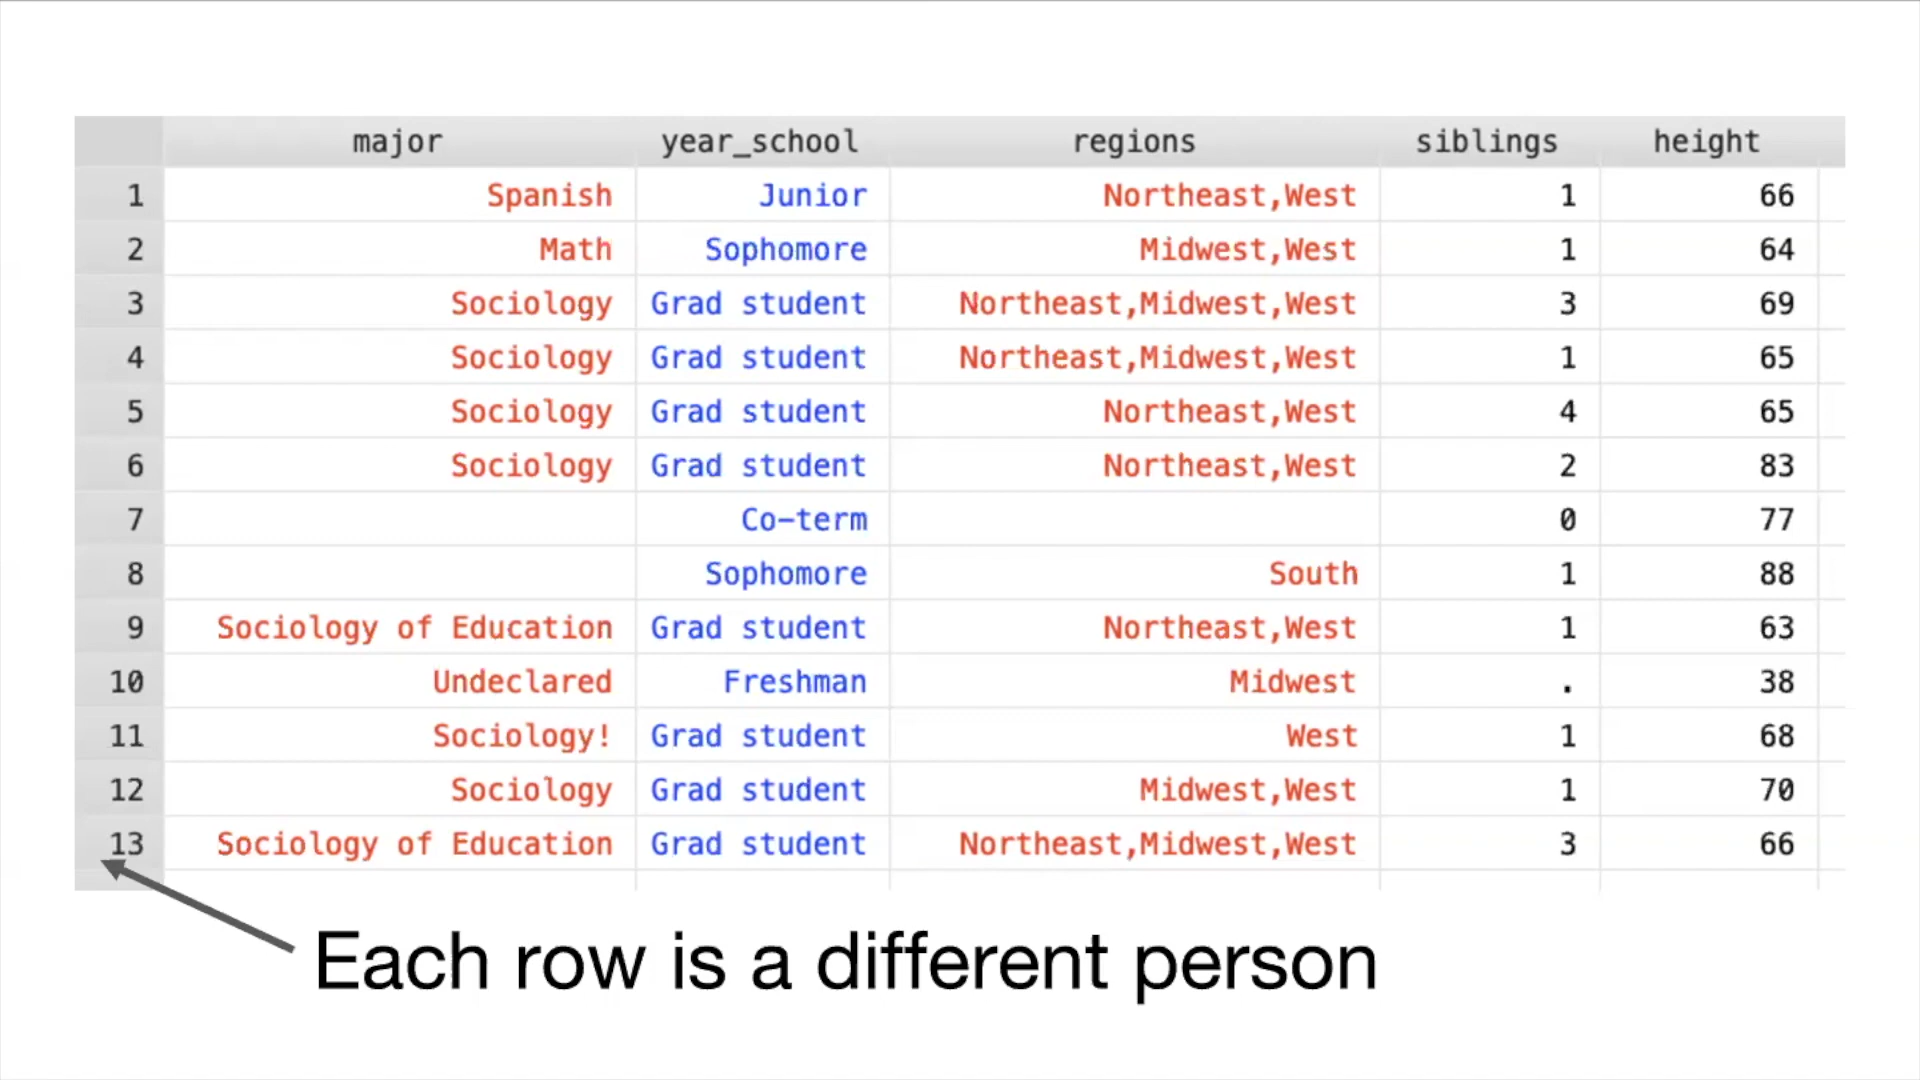 major year_school regions siblings height
1 Spanish Junior Northeast,West 1 66
2 Math Sophomore Midwest,West 1 64
3 Sociology Grad student Northeast,Midwest,West 3 69
4 Sociology Grad student Northeast,Midwest,West 1 65
5 Sociology Grad student Northeast,West 4 65
6 Sociology Grad student Northeast,West 2 83
7 Co-term 0 77
8 Sophomore South 1 88
9 Sociology of Education Grad student Northeast,West 1 63
10 Undeclared Freshman Midwest . 38
11 Sociology! Grad student West 1 68
12 Sociology Grad student Midwest,West 1 70
13 Sociology of Education Grad student Northeast,Midwest,West 3 66
Each row is a different person